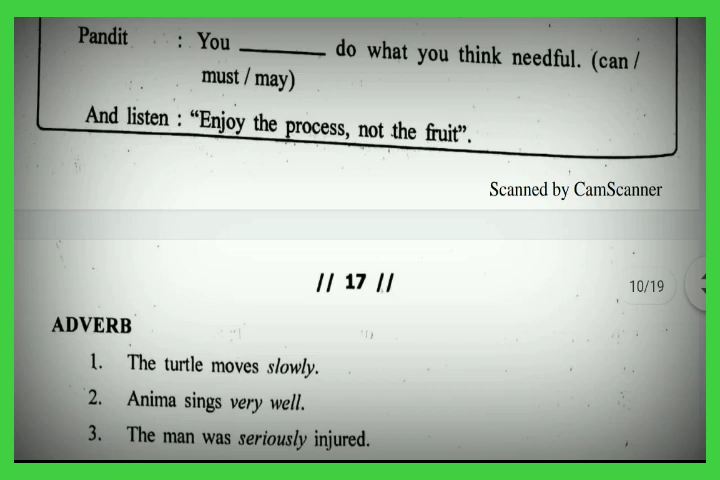 Pandit : You ________ do what you think needful. (can /
must / may)
And listen : “Enjoy the process, not the fruit”.
Scanned by CamScanner
// 17 //
10/19
ADVERB
1. The turtle moves slowly.
2. Anima sings very well.
3. The man was seriously injured.